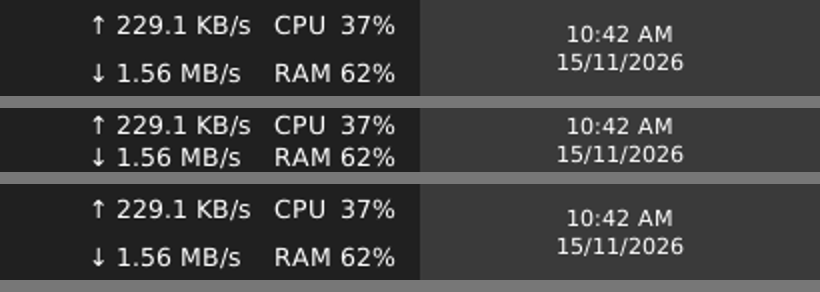 ↑ 229.1 KB/s CPU 37%
↓ 1.56 MB/s RAM 62%
10:42 AM
15/11/2026
↑ 229.1 KB/s CPU 37%
↓ 1.56 MB/s RAM 62%
10:42 AM
15/11/2026
↑ 229.1 KB/s CPU 37%
↓ 1.56 MB/s RAM 62%
10:42 AM
15/11/2026